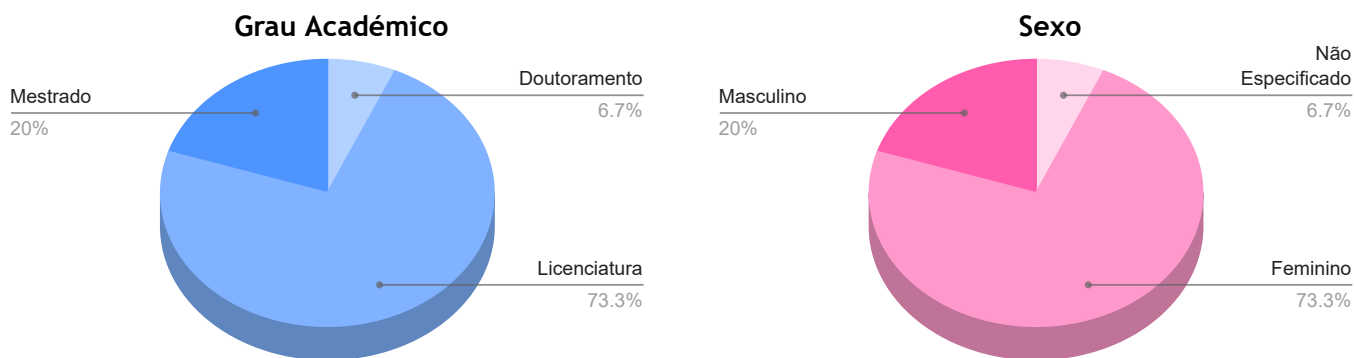 Grau Académico
Mestrado
20%
Doutoramento
6.7%
Licenciatura
73.3%
Sexo
Masculino
20%
Não
Especificado
6.7%
Feminino
73.3%